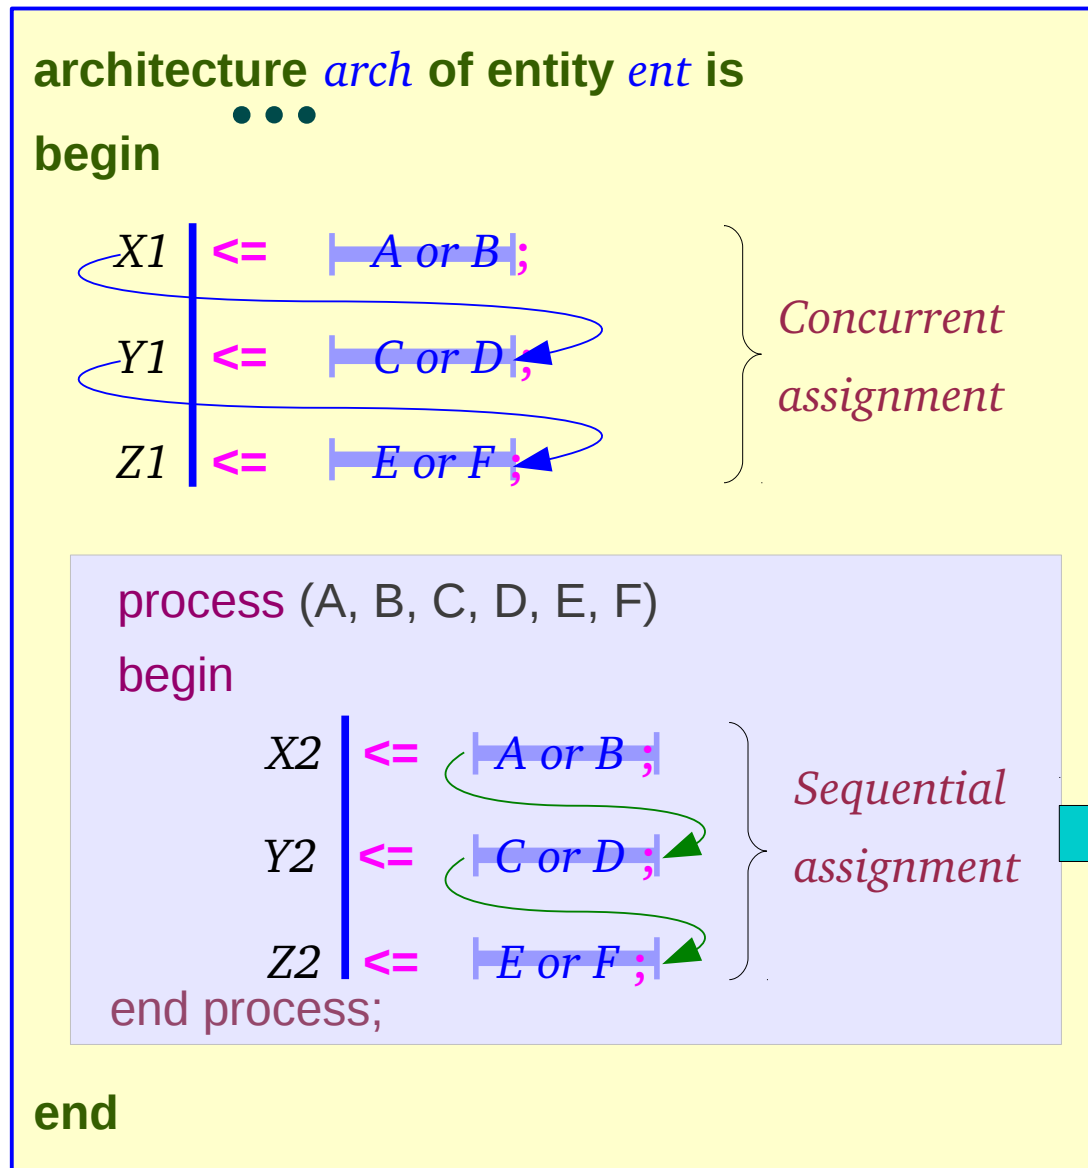 architecture arch of entity ent is
•••
begin
X1 <= A or B;
Y1 <= C or D;
Z1 <= E or F;
Concurrent
assignment
process (A, B, C, D, E, F)
begin
X2 <= A or B;
Y2 <= C or D;
Z2 <= E or F;
Sequential
assignment
end process;
end